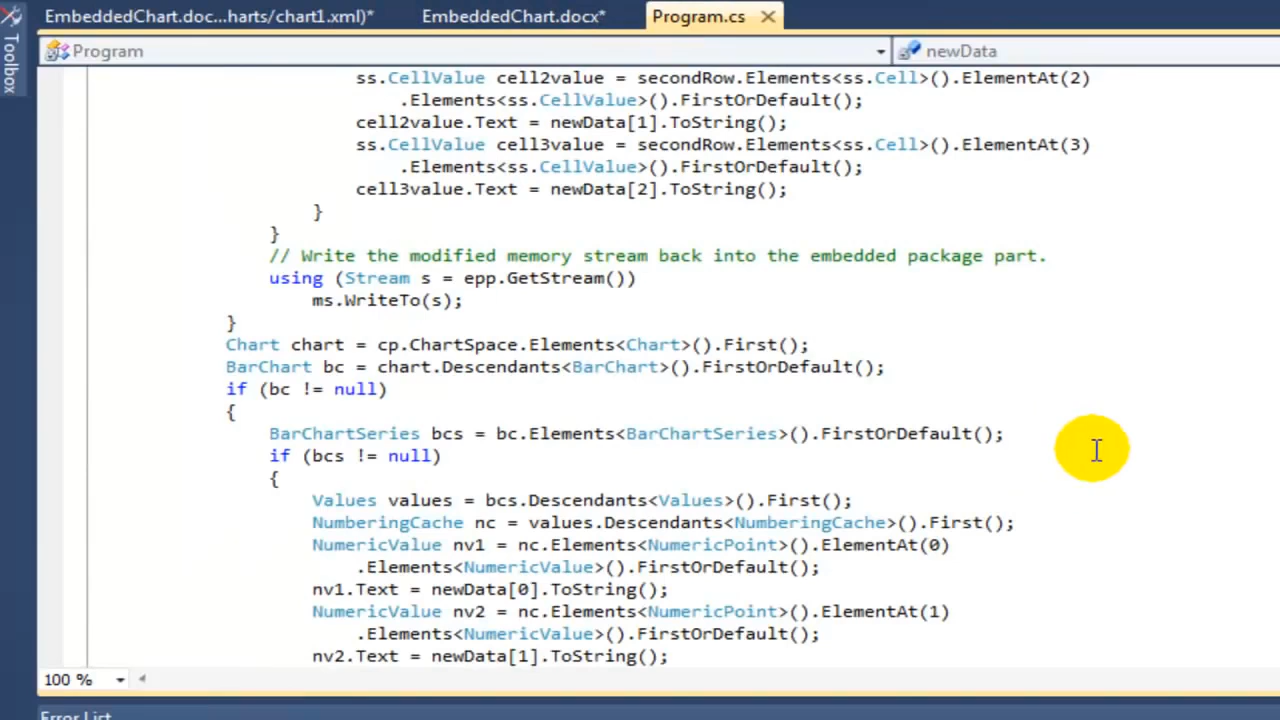 EmbeddedChart.doc...harts/chart1.xml)* EmbeddedChart.docx* Program.cs
Toolbox
Program newData
ss.CellValue cell2value = secondRow.Elements<ss.Cell>().ElementAt(2)
.Elements<ss.CellValue>().FirstOrDefault();
cell2value.Text = newData[1].ToString();
ss.CellValue cell3value = secondRow.Elements<ss.Cell>().ElementAt(3)
.Elements<ss.CellValue>().FirstOrDefault();
cell3value.Text = newData[2].ToString();
}
}
// Write the modified memory stream back into the embedded package part.
using (Stream s = epp.GetStream())
ms.WriteTo(s);
}
Chart chart = cp.ChartSpace.Elements<Chart>().First();
BarChart bc = chart.Descendants<BarChart>().FirstOrDefault();
if (bc != null)
{
BarChartSeries bcs = bc.Elements<BarChartSeries>().FirstOrDefault();
if (bcs != null)
{
Values values = bcs.Descendants<Values>().First();
NumberingCache nc = values.Descendants<NumberingCache>().First();
NumericValue nv1 = nc.Elements<NumericPoint>().ElementAt(0)
.Elements<NumericValue>().FirstOrDefault();
nv1.Text = newData[0].ToString();
NumericValue nv2 = nc.Elements<NumericPoint>().ElementAt(1)
.Elements<NumericValue>().FirstOrDefault();
nv2.Text = newData[1].ToString();
100 %
Error List